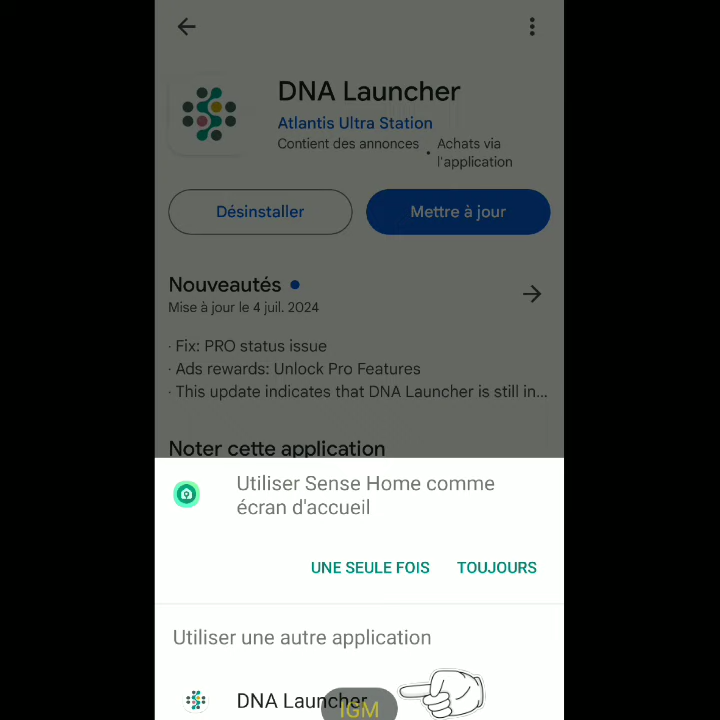 DNA Launcher
Atlantis Ultra Station
Contient des annonces • Achats via
l'application
Désinstaller
Mettre à jour
Nouveautés
Mise à jour le 4 juil. 2024
· Fix: PRO status issue
· Ads rewards: Unlock Pro Features
· This update indicates that DNA Launcher is still in...
Noter cette application
Utiliser Sense Home comme
écran d'accueil
UNE SEULE FOIS
TOUJOURS
Utiliser une autre application
DNA Launcher
IGM